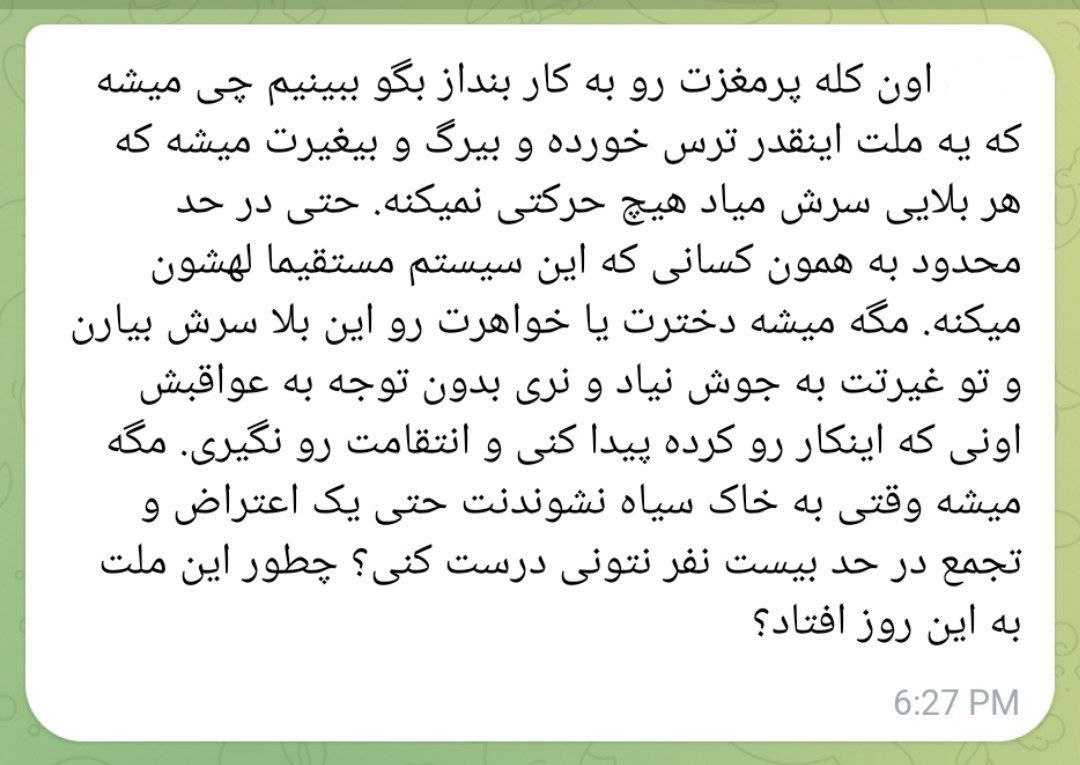 اون کله پرمغزت رو به کار بنداز بگو ببینیم چی میشه
که یه ملت اینقدر ترس خورده و بیرگ و بیغیرت میشه که
هر بلایی سرش میاد هیچ حرکتی نمیکنه. حتی در حد
محدود به همون کسانی که این سیستم مستقیما لهشون
میکنه. مگه میشه دخترت یا خواهرت رو این بلا سرش بیارن
و تو غیرتت به جوش نیاد و نری بدون توجه به عواقبش
اونی که اینکار رو کرده پیدا کنی و انتقامت رو نگیری. مگه
میشه وقتی به خاک سیاه نشوندنت حتی یک اعتراض و
تجمع در حد بیست نفر نتونی درست کنی؟ چطور این ملت
به این روز افتاد؟
6:27 PM